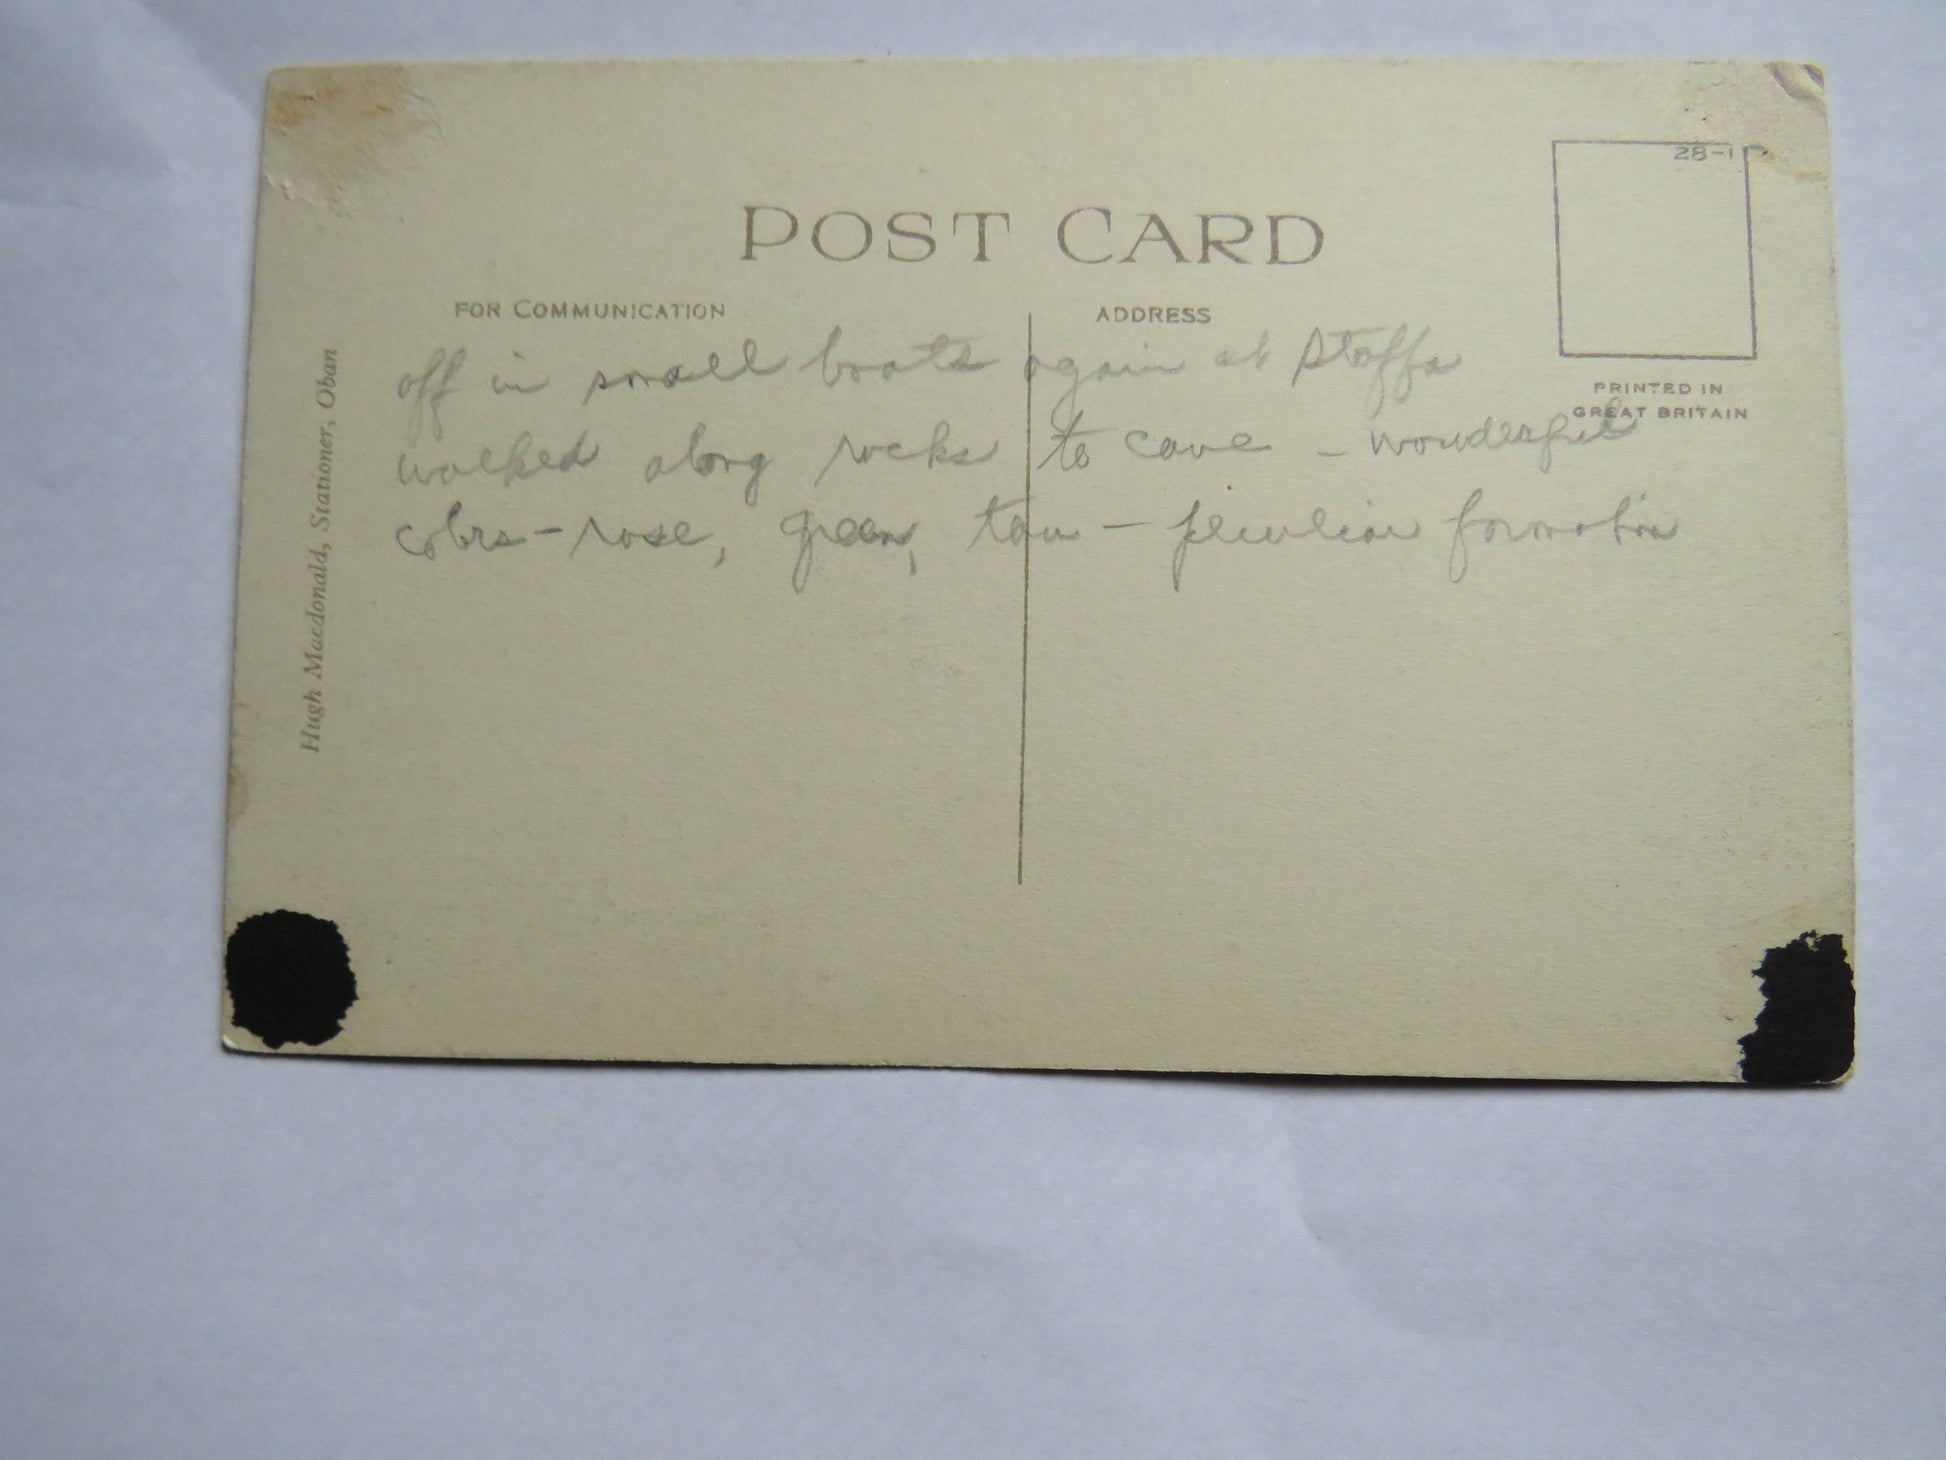 28-1
POST CARD
FOR COMMUNICATION
ADDRESS
PRINTED IN
GREAT BRITAIN
Hugh Macdonald, Stationer, Oban
off in small boats again at Staffa
walked along rocks to cave - wonderful
colors - rose, green, tan - peculiar formation